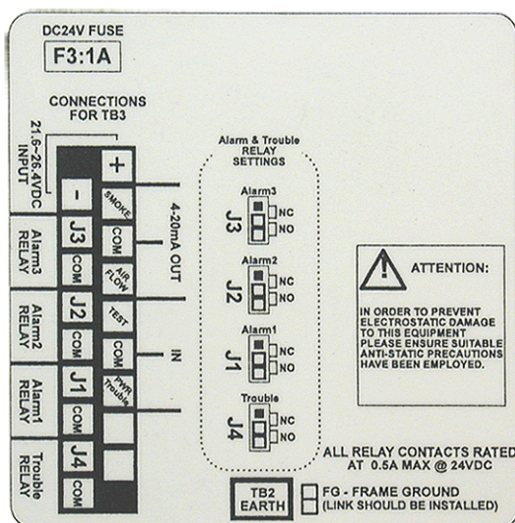 DC24V FUSE
F3:1A
CONNECTIONS
FOR TB3
21.6~26.4VDC
INPUT
+
-
SMOKE
COM
AIR
FLOW
TEST
COM
PWR
Trouble
4-20mA OUT
IN
J3
COM
J2
COM
J1
COM
J4
COM
Alarm3
RELAY
Alarm2
RELAY
Alarm1
RELAY
Trouble
RELAY
Alarm & Trouble
RELAY
SETTINGS
Alarm3
J3
NC
NO
Alarm2
J2
NC
NO
Alarm1
J1
NC
NO
Trouble
J4
NC
NO
ATTENTION:
IN ORDER TO PREVENT
ELECTROSTATIC DAMAGE
TO THIS EQUIPMENT
PLEASE ENSURE SUITABLE
ANTI-STATIC PRECAUTIONS
HAVE BEEN EMPLOYED.
ALL RELAY CONTACTS RATED
AT 0.5A MAX @ 24VDC
TB2
EARTH
FG - FRAME GROUND
(LINK SHOULD BE INSTALLED)